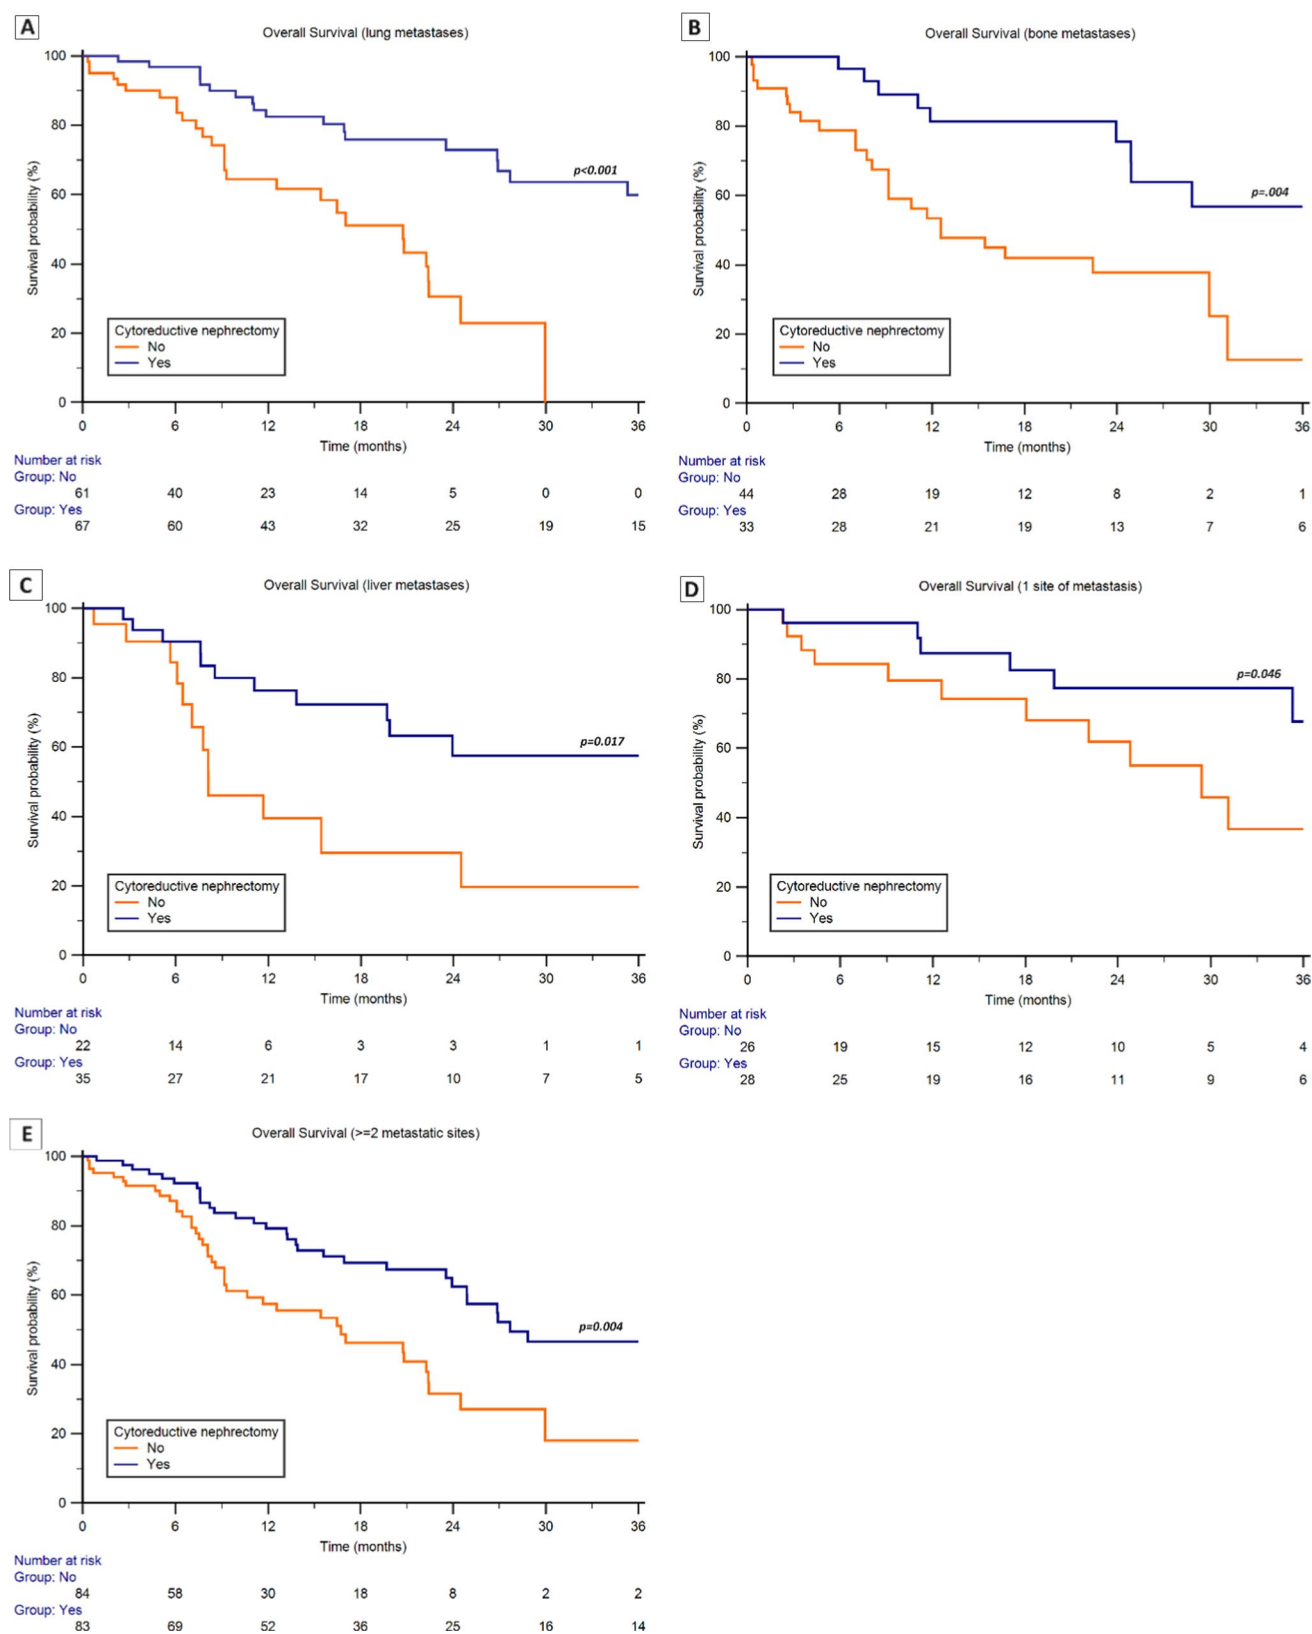 A
Overall Survival (lung metastases)
Survival probability (%)
100
80
60
40
20
0
p<0.001
Cytoreductive nephrectomy
No
Yes
0 6 12 18 24 30 36
Time (months)
Number at risk
Group: No
61 40 23 14 5 0 0
Group: Yes
67 60 43 32 25 19 15
B
Overall Survival (bone metastases)
Survival probability (%)
100
80
60
40
20
0
p=.004
Cytoreductive nephrectomy
No
Yes
0 6 12 18 24 30 36
Time (months)
Number at risk
Group: No
44 28 19 12 8 2 1
Group: Yes
33 28 21 19 13 7 6
C
Overall Survival (liver metastases)
Survival probability (%)
100
80
60
40
20
0
p=0.017
Cytoreductive nephrectomy
No
Yes
0 6 12 18 24 30 36
Time (months)
Number at risk
Group: No
22 14 6 3 3 1 1
Group: Yes
35 27 21 17 10 7 5
D
Overall Survival (1 site of metastasis)
Survival probability (%)
100
80
60
40
20
0
p=0.046
Cytoreductive nephrectomy
No
Yes
0 6 12 18 24 30 36
Time (months)
Number at risk
Group: No
26 19 15 12 10 5 4
Group: Yes
28 25 19 16 11 9 6
E
Overall Survival (>=2 metastatic sites)
Survival probability (%)
100
80
60
40
20
0
p=0.004
Cytoreductive nephrectomy
No
Yes
0 6 12 18 24 30 36
Time (months)
Number at risk
Group: No
84 58 30 18 8 2 2
Group: Yes
83 69 52 36 25 16 14